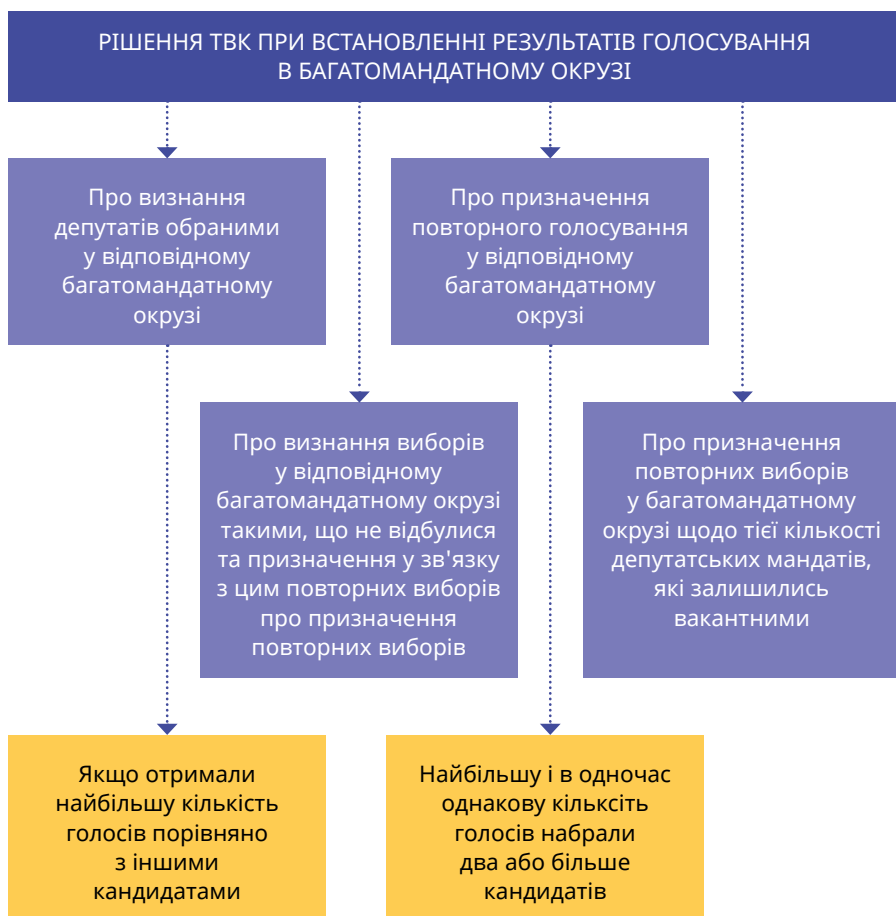 РІШЕННЯ ТВК ПРИ ВСТАНОВЛЕННІ РЕЗУЛЬТАТІВ ГОЛОСУВАННЯ
В БАГАТОМАНДАТНОМУ ОКРУЗІ
Про визнання
депутатів обраними
у відповідному
багатомандатному
окрузі
Про призначення
повторного голосування
у відповідному
багатомандатному
окрузі
Про визнання виборів
у відповідному
багатомандатному окрузі
такими, що не відбулися
та призначення у зв'язку
з цим повторних виборів
про призначення
повторних виборів
Про призначення
повторних виборів
у багатомандатному
окрузі щодо тієї кількості
депутатських мандатів,
які залишились
вакантними
Якщо отримали
найбільшу кількість
голосів порівняно
з іншими
кандидатами
Найбільшу і в одночас
однакову кільксіть
голосів набрали
два або більше
кандидатів